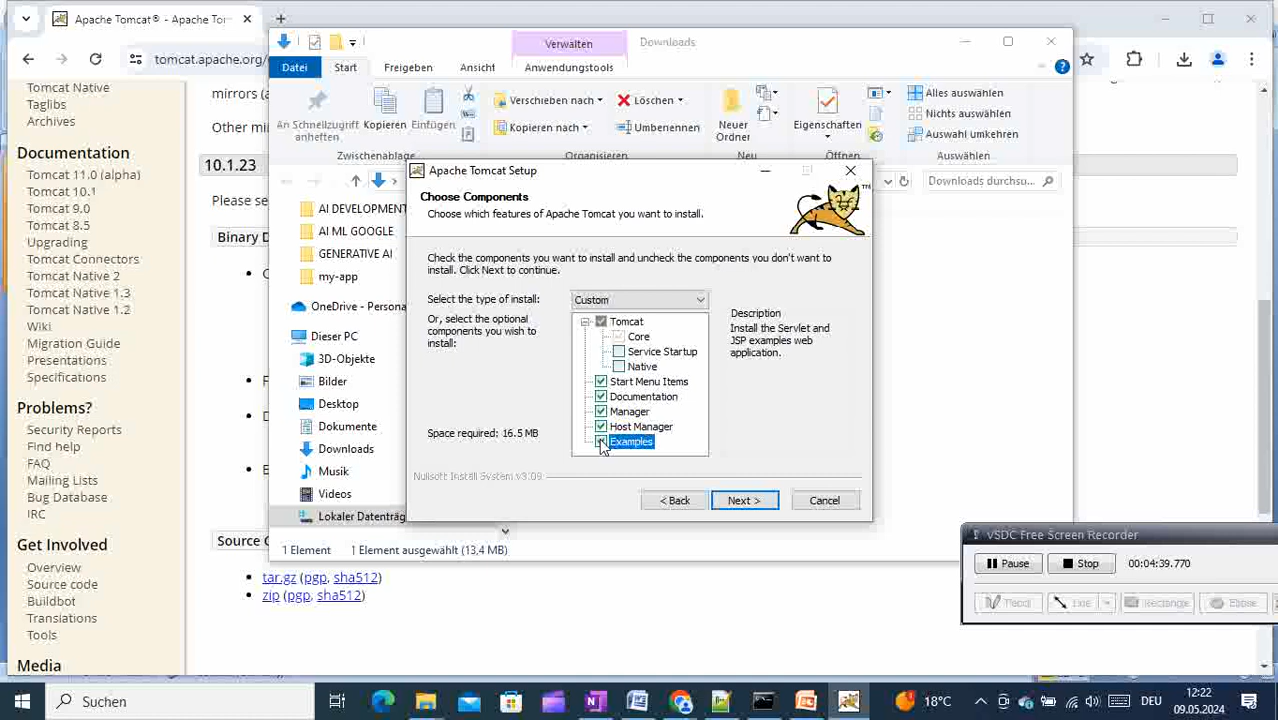 Apache Tomcat® - Apache To
tomcat.apache.org/
Tomcat Native
Taglibs
Archives
Documentation
Tomcat 11.0 (alpha)
Tomcat 10.1
Tomcat 9.0
Tomcat 8.5
Upgrading
Tomcat Connectors
Tomcat Native 2
Tomcat Native 1.3
Tomcat Native 1.2
Wiki
Migration Guide
Presentations
Specifications
Problems?
Security Reports
Find help
FAQ
Mailing Lists
Bug Database
IRC
Get Involved
Overview
Source code
Buildbot
Translations
Tools
Media
mirrors (a
Other mi
10.1.23
Please se
Binary D
Source C
tar.gz (pgp, sha512)
zip (pgp, sha512)
Verwalten
Downloads
Datei
Start
Freigeben
Ansicht
Anwendungstools
An Schnellzugriff
anheften
Kopieren
Einfügen
Zwischenablage
Verschieben nach
Kopieren nach
Löschen
Umbenennen
Organisieren
Neuer
Ordner
Neu
Eigenschaften
Öffnen
Alles auswählen
Nichts auswählen
Auswahl umkehren
Auswählen
Downloads durchsu...
AI DEVELOPMENT
AI ML GOOGLE
GENERATIVE AI
my-app
OneDrive - Persona
Dieser PC
3D-Objekte
Bilder
Desktop
Dokumente
Downloads
Musik
Videos
Lokaler Datenträg
1 Element
1 Element ausgewählt (13,4 MB)
Apache Tomcat Setup
Choose Components
Choose which features of Apache Tomcat you want to install.
TM
Check the components you want to install and uncheck the components you don't want to
install. Click Next to continue.
Select the type of install:
Custom
Or, select the optional
components you wish to
install:
Tomcat
Core
Service Startup
Native
Start Menu Items
Documentation
Manager
Host Manager
Examples
Description
Install the Servlet and
JSP examples web
application.
Space required: 16.5 MB
Nullsoft Install System v3.09
< Back
Next >
Cancel
VSDC Free Screen Recorder
Pause
Stop
00:04:39.770
Pencil
Line
Rectangle
Ellipse
Suchen
18°C
DEU
12:22
09.05.2024